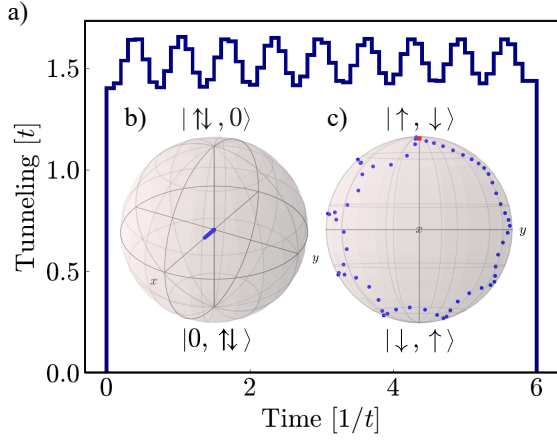 a)
Tunneling [t]
1.5
1.0
0.5
0.0
0
2
4
6
Time [1/t]
b)
|↑↓, 0⟩
x
y
|0, ↑↓⟩
c)
|↑, ↓⟩
x
y
|↓, ↑⟩